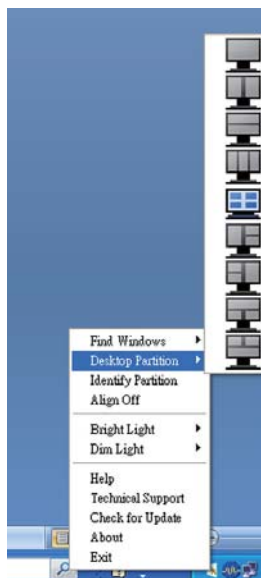 Find Windows
Desktop Partition
Identify Partition
Align Off
Bright Light
Dim Light
Help
Technical Support
Check for Update
About
Exit